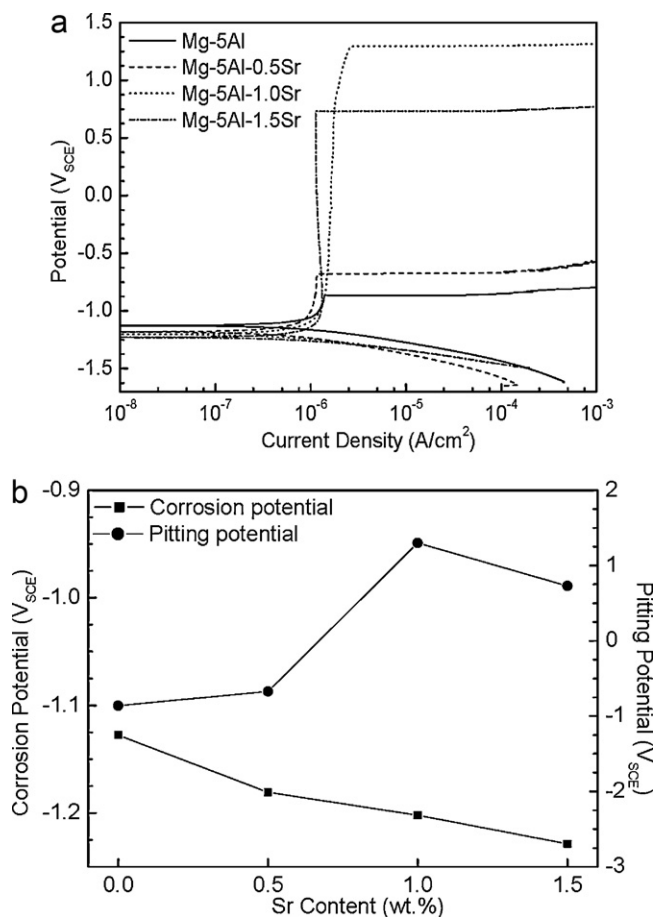 a
Mg-5Al
Mg-5Al-0.5Sr
Mg-5Al-1.0Sr
Mg-5Al-1.5Sr
1.5
1.0
0.5
0.0
-0.5
-1.0
-1.5
Potential (VSCE)
10-8 10-7 10-6 10-5 10-4 10-3
Current Density (A/cm2)
b
Corrosion potential
Pitting potential
-0.9
-1.0
-1.1
-1.2
Corrosion Potential (VSCE)
2
1
0
-1
-2
-3
Pitting Potential (VSCE)
0.0 0.5 1.0 1.5
Sr Content (wt.%)